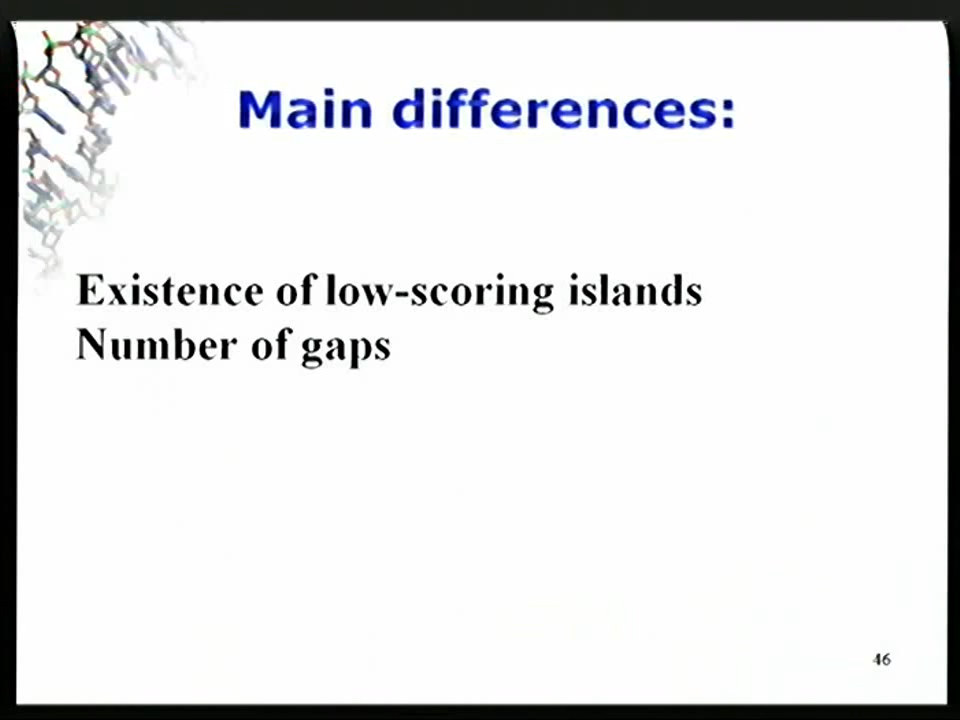 Main differences:
Existence of low-scoring islands
Number of gaps
46